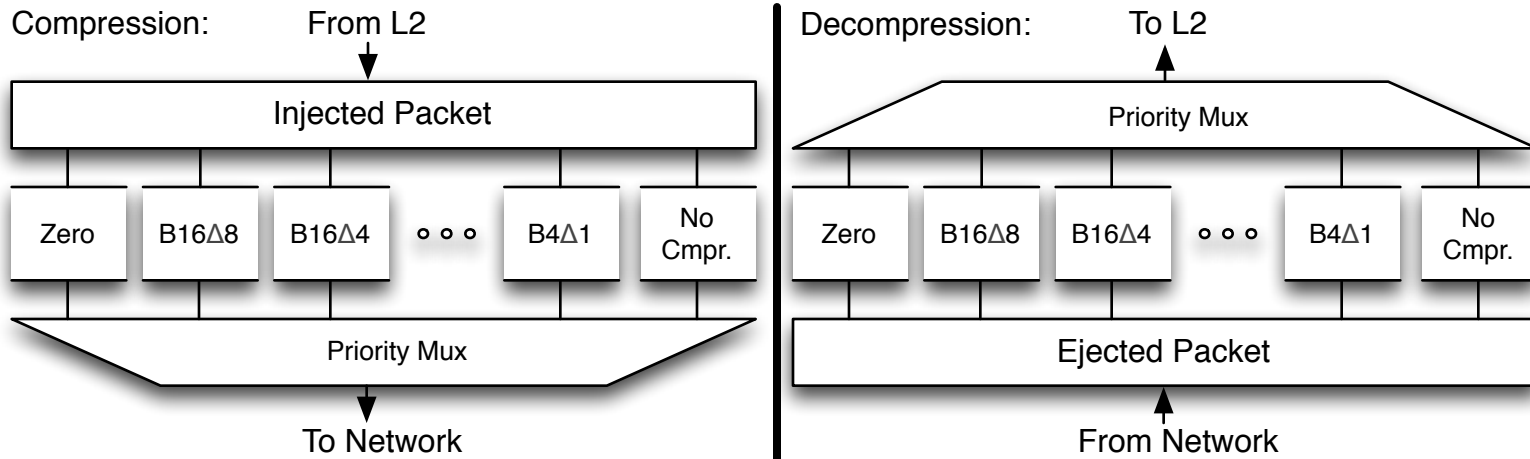 Compression: From L2
Injected Packet
Zero B16Δ8 B16Δ4 B4Δ1 No Cmpr.
Priority Mux
To Network
Decompression: To L2
Priority Mux
Zero B16Δ8 B16Δ4 B4Δ1 No Cmpr.
Ejected Packet
From Network